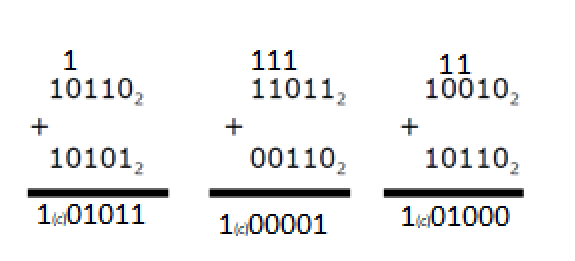 1 111 11
10110₂ 11011₂ 10010₂
+ + +
10101₂ 00110₂ 10110₂
1(c)01011 1(c)00001 1(c)01000